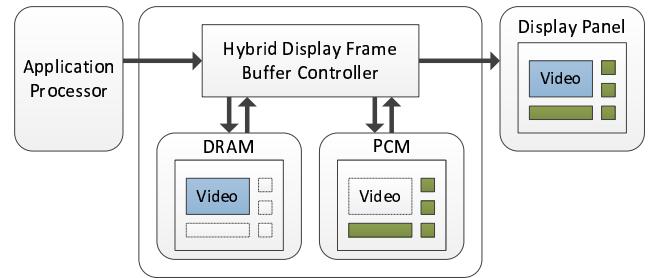 Application
Processor
Hybrid Display Frame
Buffer Controller
Display Panel
Video
DRAM
Video
PCM
Video